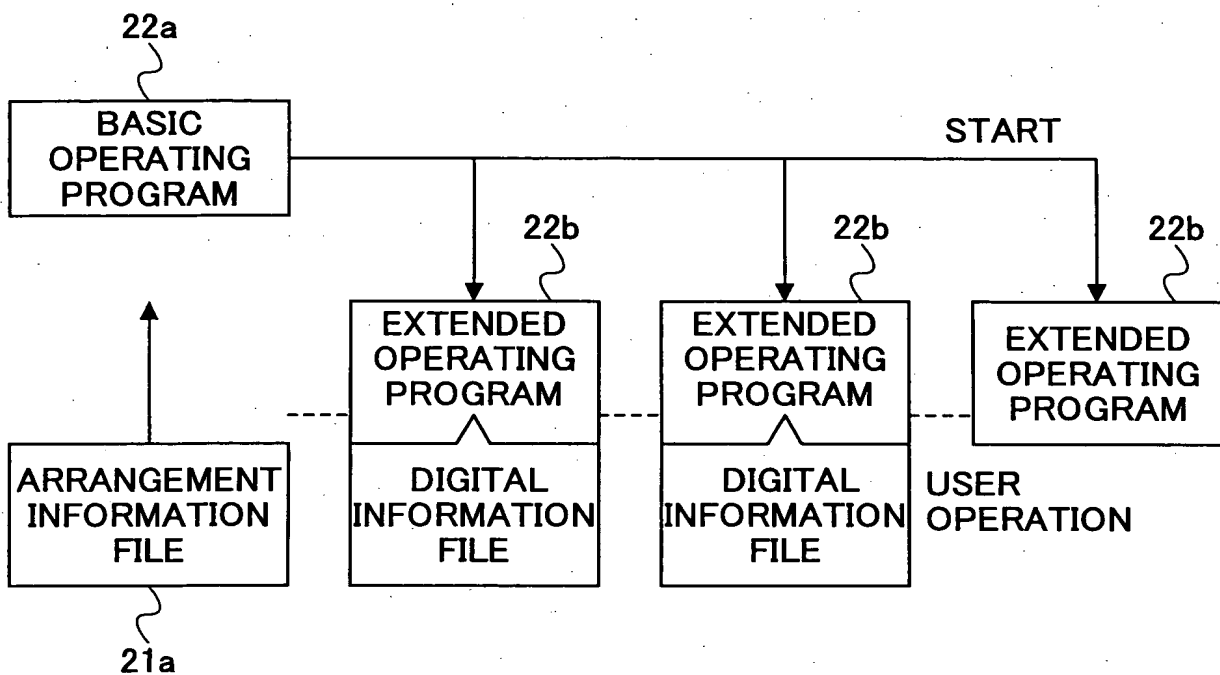 22a
BASIC
OPERATING
PROGRAM
START
22b
22b
22b
EXTENDED
OPERATING
PROGRAM
EXTENDED
OPERATING
PROGRAM
EXTENDED
OPERATING
PROGRAM
ARRANGEMENT
INFORMATION
FILE
DIGITAL
INFORMATION
FILE
DIGITAL
INFORMATION
FILE
USER
OPERATION
21a